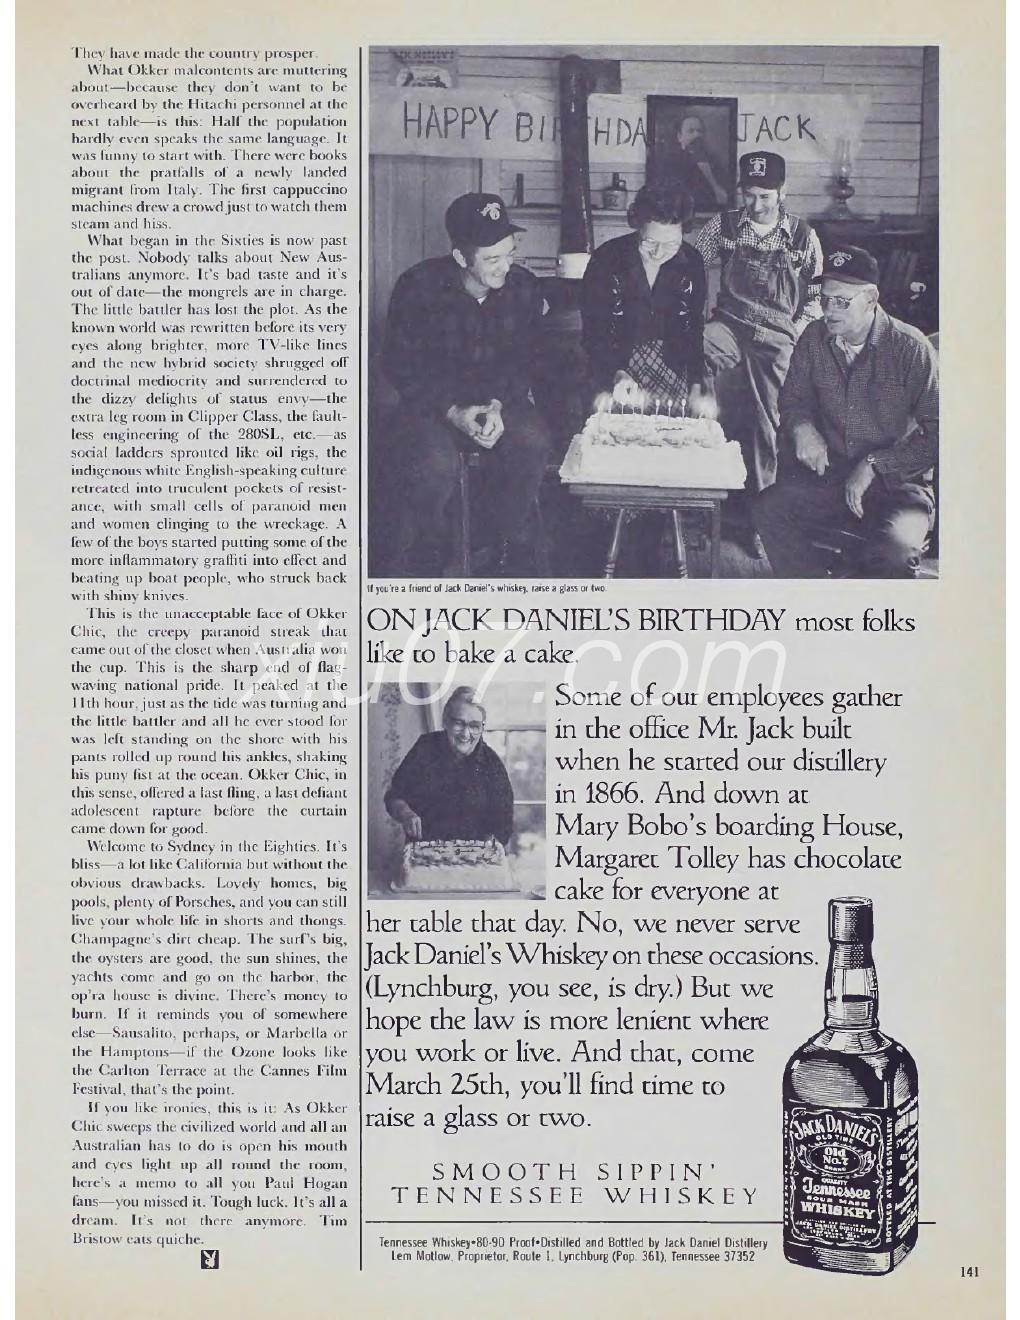 They have made the country prosper.
What Okker malcontents are muttering
about—because they don't want to be
overheard by the Hitachi personnel at the
next table—is this: Half the population
hardly even speaks the same language. It
was funny to start with. There were books
about the pratfalls of a newly landed
migrant from Italy. The first cappuccino
machines drew a crowd just to watch them
steam and hiss.
What began in the Sixties is now past
the post. Nobody talks about New Aus-
tralians anymore. It's bad taste and it's
out of date—the mongrels are in charge.
The little battler has lost the plot. As the
known world was rewritten before its very
eyes along brighter, more TV-like lines
and the new hybrid society shrugged off
doctrinal mediocrity and surrendered to
the dizzy delights of status envy—the
extra leg room in Clipper Class, the fault-
less engineering of the 280SL, etc.—as
social ladders sprouted like oil rigs, the
indigenous white English-speaking culture
retreated into truculent pockets of resist-
ance, with small cells of paranoid men
and women clinging to the wreckage. A
few of the boys started putting some of the
more inflammatory graffiti into effect and
beating up boat people, who struck back
with shiny knives.
This is the unacceptable face of Okker
Chic, the creepy paranoid streak that
came out of the closet when Australia won
the cup. This is the sharp end of flag-
waving national pride. It peaked at the
11th hour, just as the tide was turning and
the little battler and all he ever stood for
was left standing on the shore with his
pants rolled up round his ankles, shaking
his puny fist at the ocean. Okker Chic, in
this sense, offered a last fling, a last defiant
adolescent rapture before the curtain
came down for good.
Welcome to Sydney in the Eighties. It's
bliss—a lot like California but without the
obvious drawbacks. Lovely homes, big
pools, plenty of Porsches, and you can still
live your whole life in shorts and thongs.
Champagne's dirt cheap. The surf's big,
the oysters are good, the sun shines, the
yachts come and go on the harbor, the
op'ra house is divine. There's money to
burn. If it reminds you of somewhere
else—Sausalito, perhaps, or Marbella or
the Hamptons—if the Ozone looks like
the Carlton Terrace at the Cannes Film
Festival, that's the point.
If you like ironies, this is it: As Okker
Chic sweeps the civilized world and all an
Australian has to do is open his mouth
and eyes light up all round the room,
here's a memo to all you Paul Hogan
fans—you missed it. Tough luck. It's all a
dream. It's not there anymore. Tim
Bristow eats quiche.
HAPPY BI THDA JACK
If you're a friend of Jack Daniel's whiskey, raise a glass or two.
ON JACK DANIEL'S BIRTHDAY most folks
like to bake a cake.
Some of our employees gather
in the office Mr. Jack built
when he started our distillery
in 1866. And down at
Mary Bobo's boarding House,
Margaret Tolley has chocolate
cake for everyone at
her table that day. No, we never serve
Jack Daniel's Whiskey on these occasions.
(Lynchburg, you see, is dry.) But we
hope the law is more lenient where
you work or live. And that, come
March 25th, you'll find time to
raise a glass or two.
SMOOTH SIPPIN'
TENNESSEE WHISKEY
Tennessee Whiskey•80-90 Proof•Distilled and Bottled by Jack Daniel Distillery
Lem Motlow, Proprietor, Route 1, Lynchburg (Pop. 361), Tennessee 37352
JACK DANIEL'S
OLD TIME
Old
No.7
BRAND
QUALITY
Tennessee
SOUR MASH
WHISKEY
JACK DANIEL DISTILLERY
BOTTLED AT THE DISTILLERY
xiu07.com
141